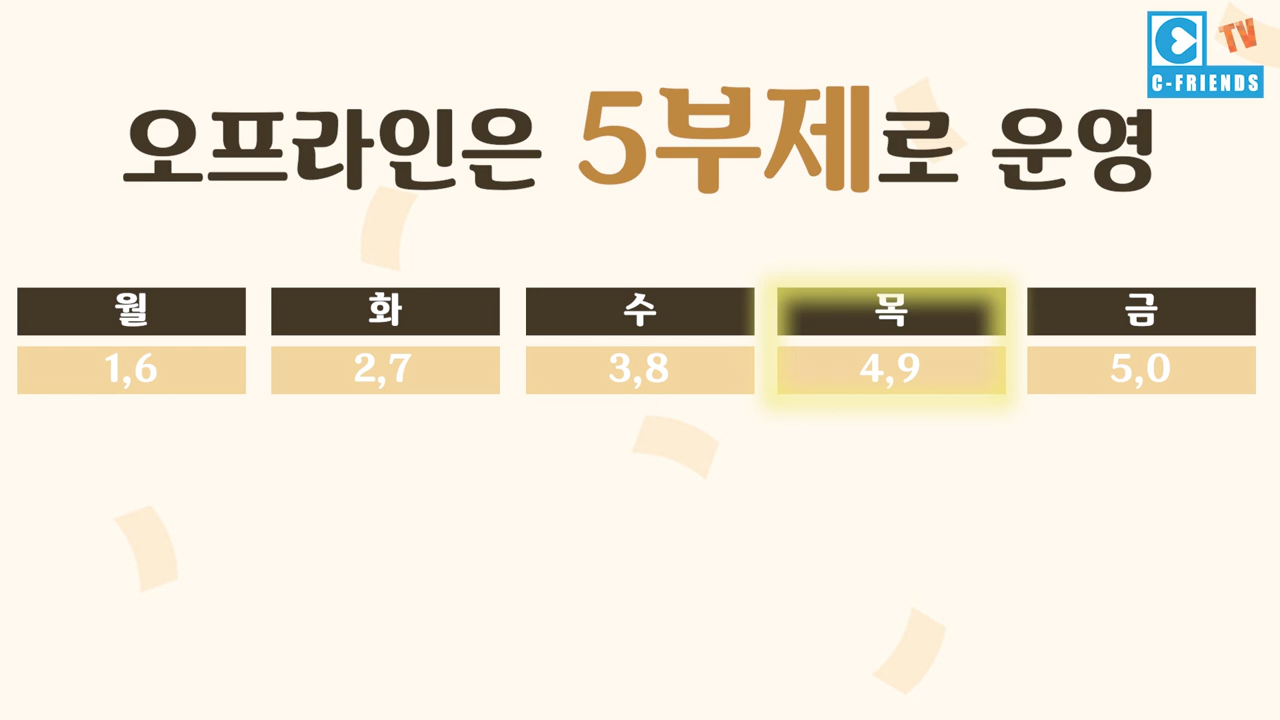 TV
C-FRIENDS
오프라인은 5부제로 운영
월 화 수 목 금
1,6 2,7 3,8 4,9 5,0